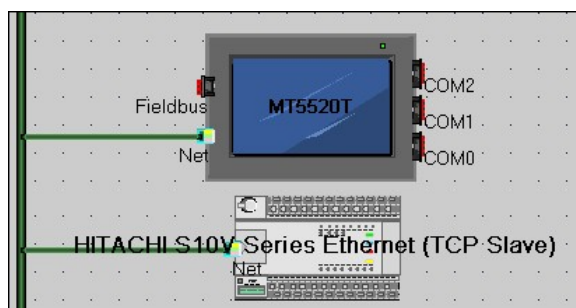 MT5520T
COM2
Fieldbus
COM1
Net
COM0
HITACHI S10V Series Ethernet (TCP Slave)
Net